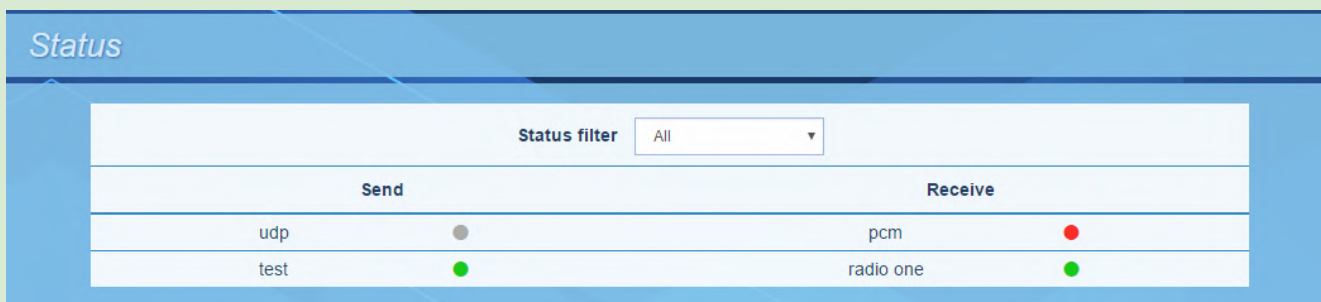 Status
Status filter All
Send Receive
udp pcm
test radio one